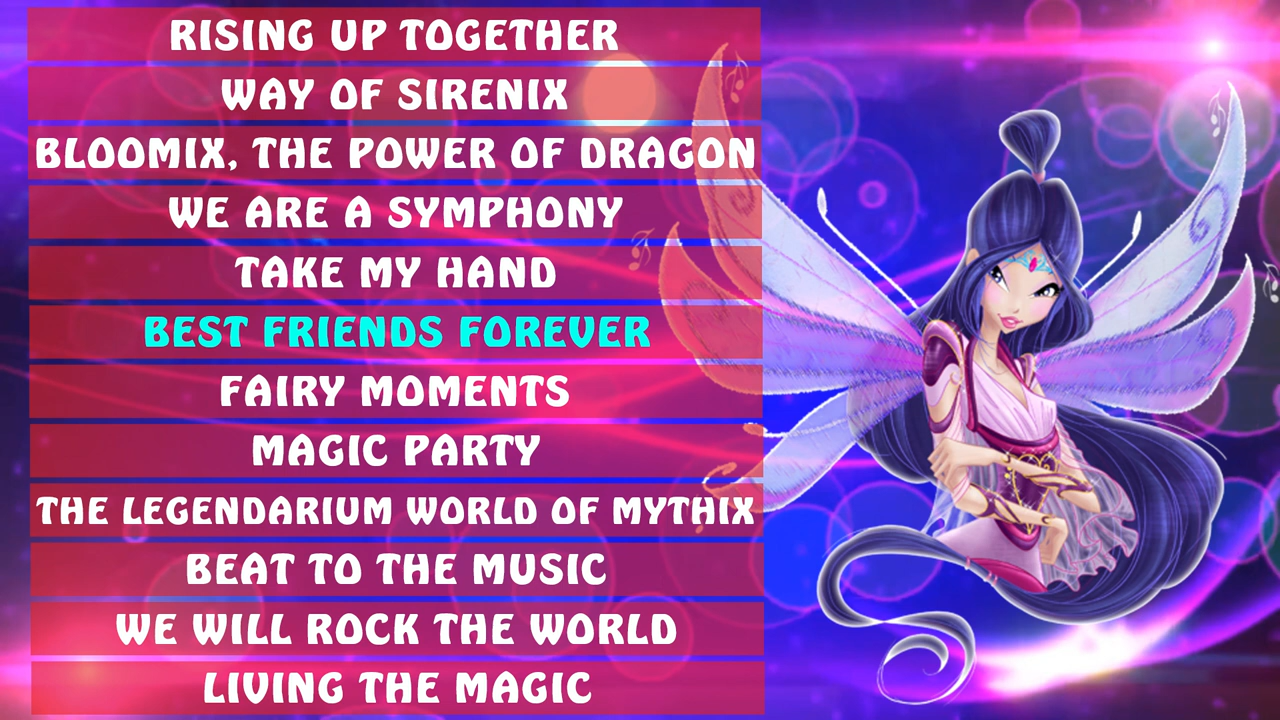 RISING UP TOGETHER
WAY OF SIRENIX
BLOOMIX, THE POWER OF DRAGON
WE ARE A SYMPHONY
TAKE MY HAND
BEST FRIENDS FOREVER
FAIRY MOMENTS
MAGIC PARTY
THE LEGENDARIUM WORLD OF MYTHIX
BEAT TO THE MUSIC
WE WILL ROCK THE WORLD
LIVING THE MAGIC